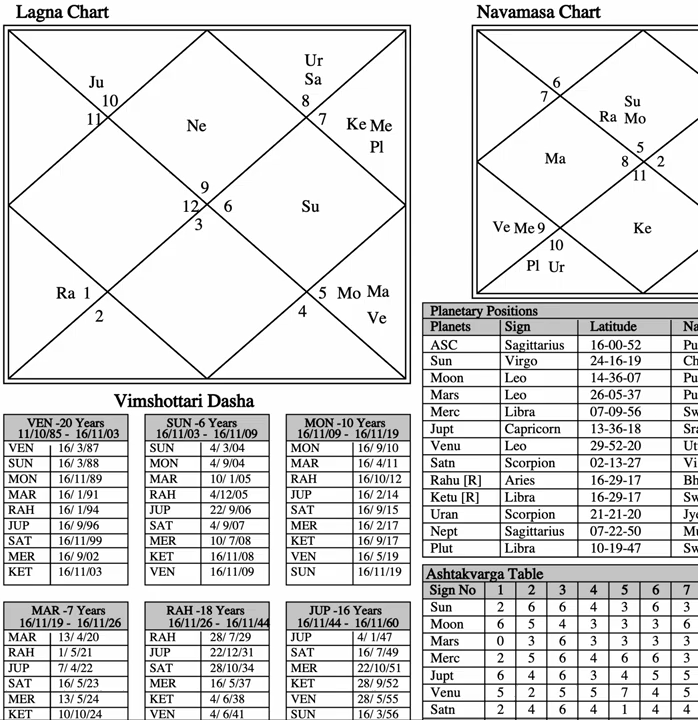 Lagna Chart
Ur
Sa
Ju
10
11
8
7
Ne
Ke Me
Pl
9
12 6
3
Su
Ra 1
2
5 Mo Ma
4
Ve
Navamasa Chart
6
7
Su
Ra Mo
Ma
5
8 2
11
Ve Me 9
10
Ke
Pl Ur
Planetary Positions
Planets Sign Latitude Na
ASC Sagittarius 16-00-52 Pu
Sun Virgo 24-16-19 Ch
Moon Leo 14-36-07 Pu
Mars Leo 26-05-37 Pu
Merc Libra 07-09-56 Sw
Jupt Capricorn 13-36-18 Sra
Venu Leo 29-52-20 Ut
Satn Scorpion 02-13-27 Vi
Rahu [R] Aries 16-29-17 Bh
Ketu [R] Libra 16-29-17 Sw
Uran Scorpion 21-21-20 Jye
Nept Sagittarius 07-22-50 Mu
Plut Libra 10-19-47 Sw
Vimshottari Dasha
VEN -20 Years
11/10/85 - 16/11/03
VEN 16/ 3/87
SUN 16/ 3/88
MON 16/11/89
MAR 16/ 1/91
RAH 16/ 1/94
JUP 16/ 9/96
SAT 16/11/99
MER 16/ 9/02
KET 16/11/03
SUN -6 Years
16/11/03 - 16/11/09
SUN 4/ 3/04
MON 4/ 9/04
MAR 10/ 1/05
RAH 4/12/05
JUP 22/ 9/06
SAT 4/ 9/07
MER 10/ 7/08
KET 16/11/08
VEN 16/11/09
MON -10 Years
16/11/09 - 16/11/19
MON 16/ 9/10
MAR 16/ 4/11
RAH 16/10/12
JUP 16/ 2/14
SAT 16/ 9/15
MER 16/ 2/17
KET 16/ 9/17
VEN 16/ 5/19
SUN 16/11/19
MAR -7 Years
16/11/19 - 16/11/26
MAR 13/ 4/20
RAH 1/ 5/21
JUP 7/ 4/22
SAT 16/ 5/23
MER 13/ 5/24
KET 10/10/24
RAH -18 Years
16/11/26 - 16/11/44
RAH 28/ 7/29
JUP 22/12/31
SAT 28/10/34
MER 16/ 5/37
KET 4/ 6/38
VEN 4/ 6/41
JUP -16 Years
16/11/44 - 16/11/60
JUP 4/ 1/47
SAT 16/ 7/49
MER 22/10/51
KET 28/ 9/52
VEN 28/ 5/55
SUN 16/ 3/56
Ashtakvarga Table
Sign No 1 2 3 4 5 6 7
Sun 2 6 6 4 3 6 3
Moon 6 5 4 3 3 3 6
Mars 0 3 6 3 3 3 3
Merc 2 5 6 4 6 6 3
Jupt 6 4 6 3 4 5 5
Venu 5 2 5 5 7 4 5
Satn 2 4 6 4 1 4 4